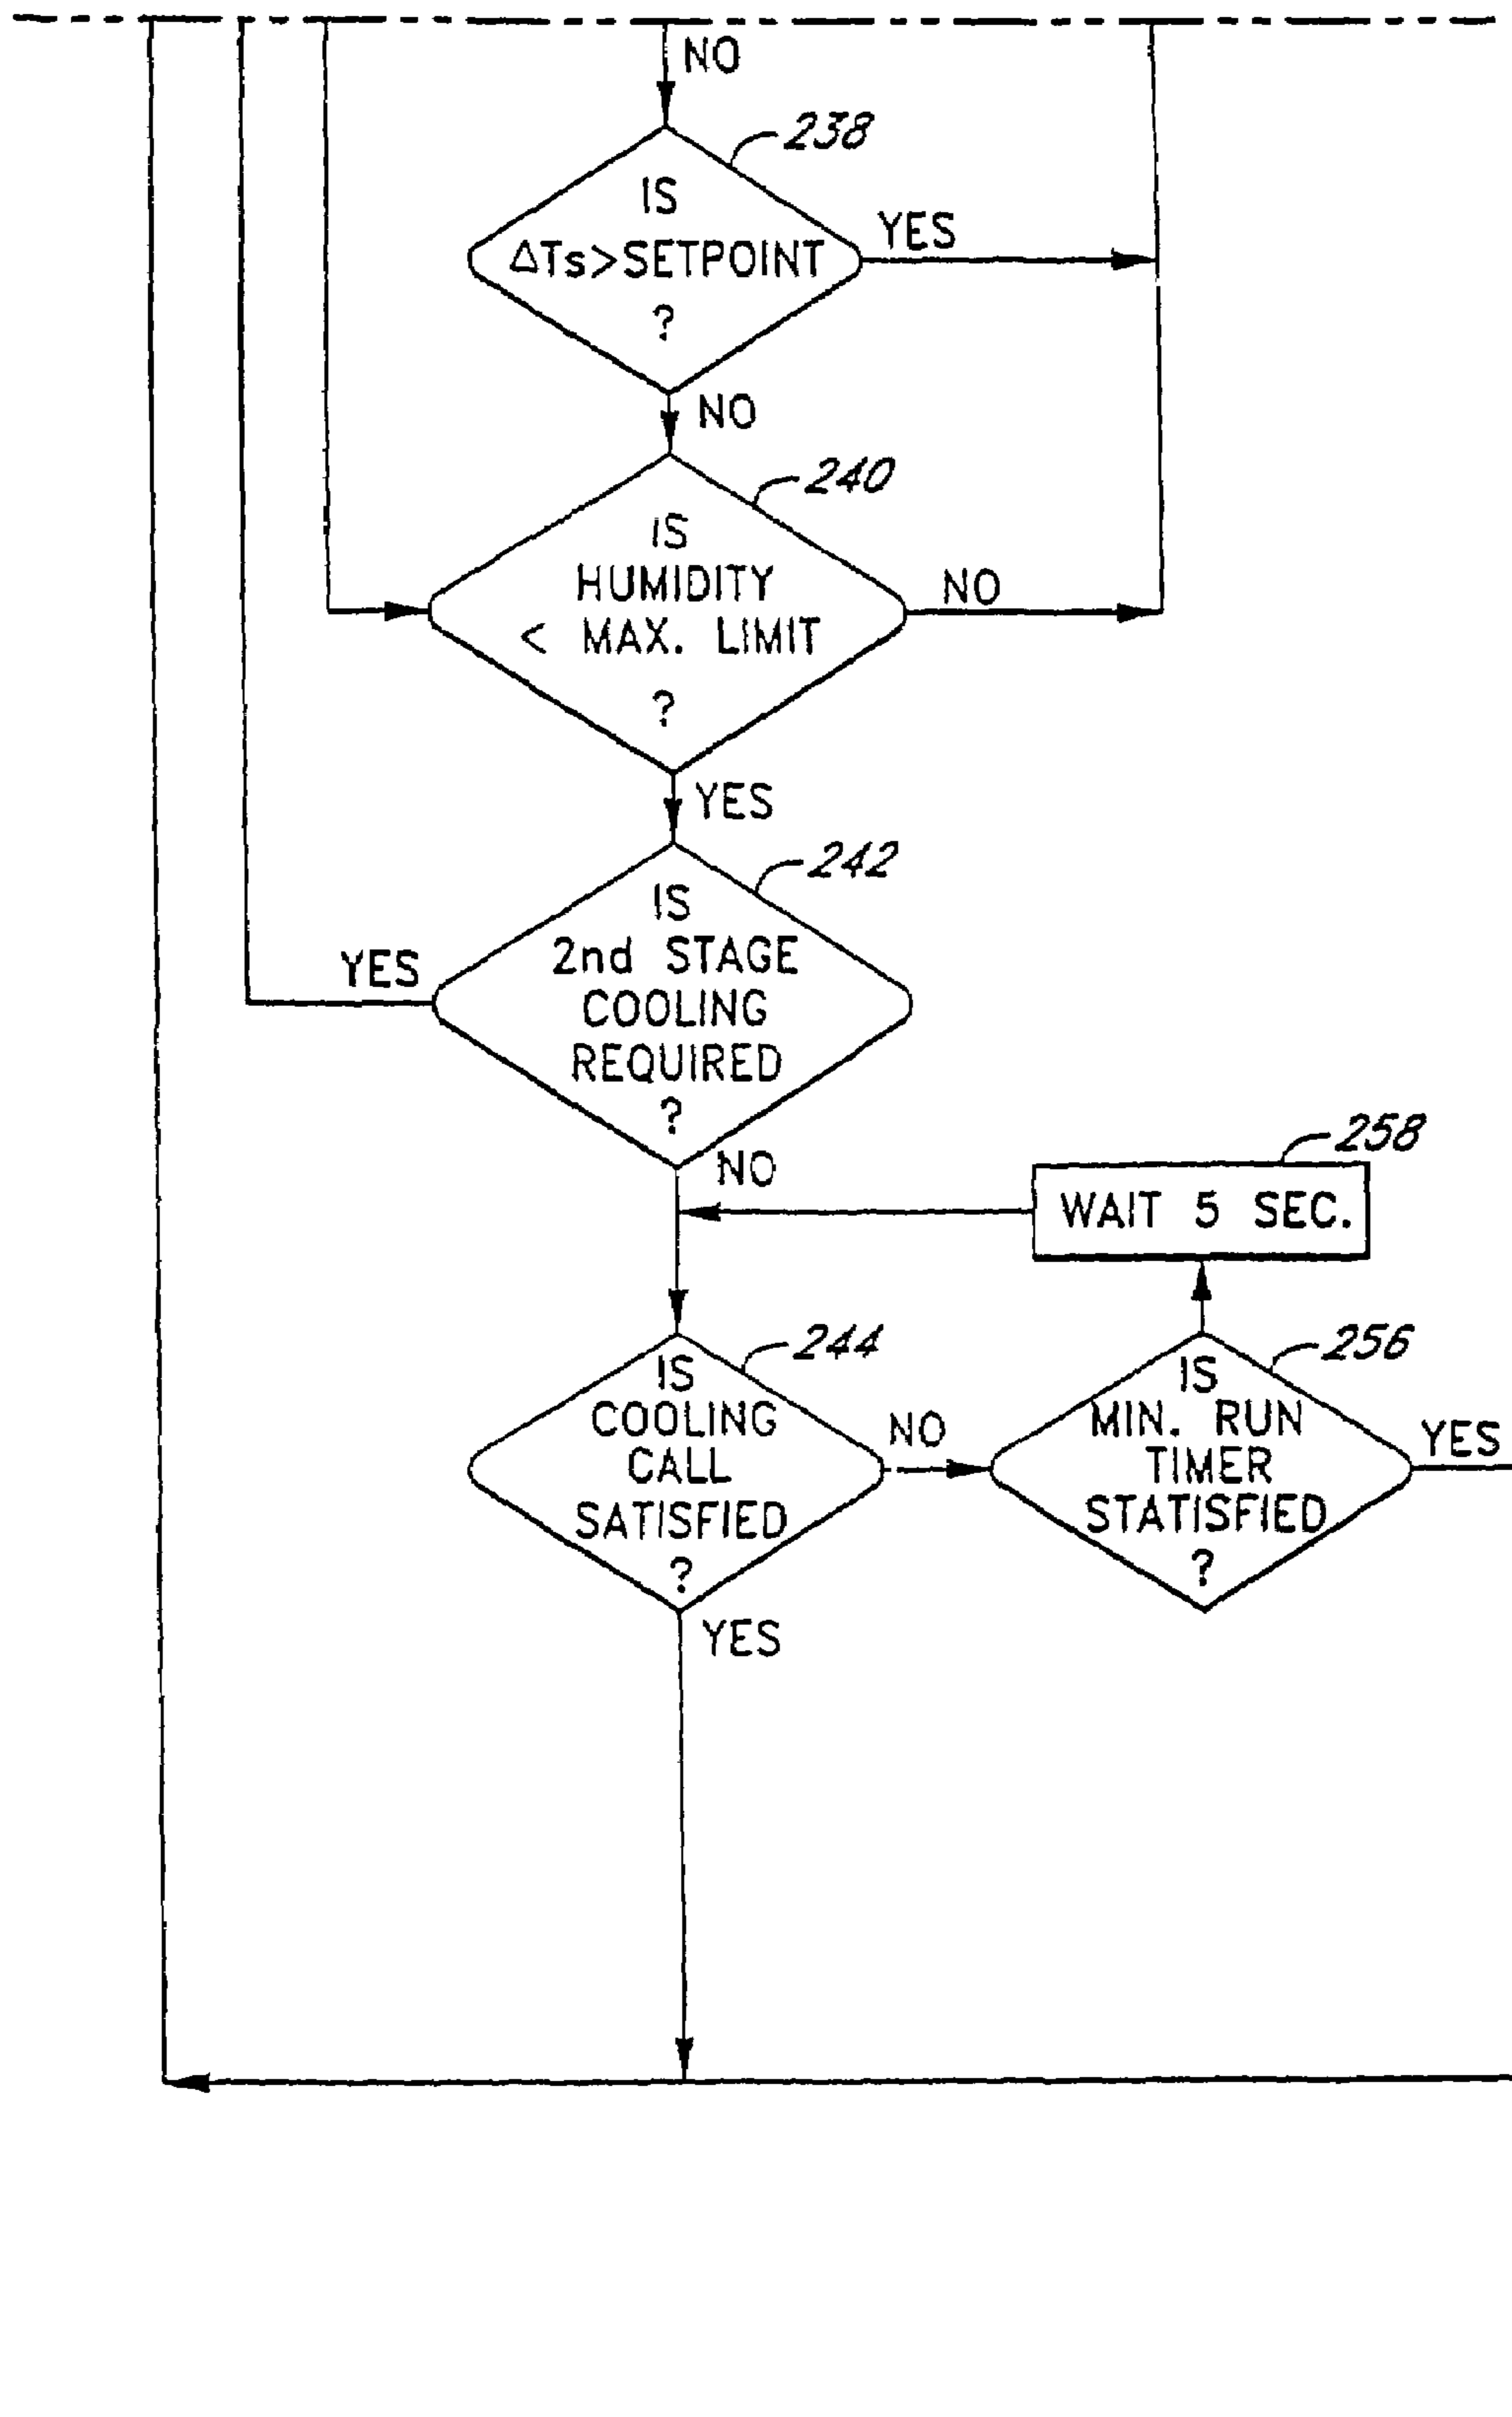 NO
238
IS
ΔTs>SETPOINT
?
YES
NO
240
IS
HUMIDITY
< MAX. LIMIT
?
NO
YES
242
IS
2nd STAGE
COOLING
REQUIRED
?
YES
NO
258
WAIT 5 SEC.
244
IS
COOLING
CALL
SATISFIED
?
NO
256
IS
MIN. RUN
TIMER
STATISFIED
?
YES
YES